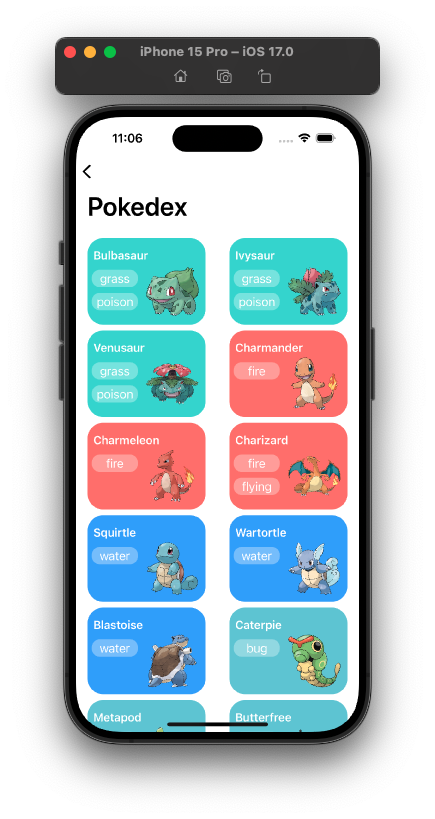 iPhone 15 Pro – iOS 17.0
11:06
Pokedex
Bulbasaur
grass
poison
Ivysaur
grass
poison
Venusaur
grass
poison
Charmander
fire
Charmeleon
fire
Charizard
fire
flying
Squirtle
water
Wartortle
water
Blastoise
water
Caterpie
bug
Metapod
Butterfree